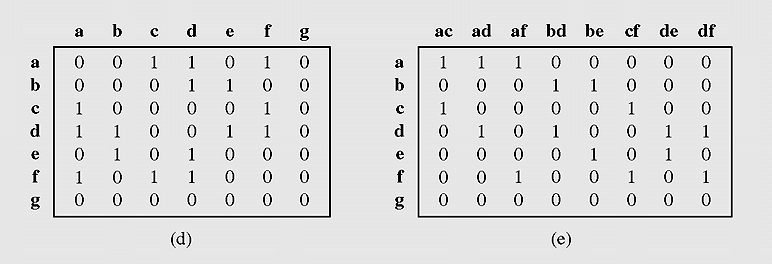 a b c d e f g
a 0 0 1 1 0 1 0
b 0 0 0 1 1 0 0
c 1 0 0 0 0 1 0
d 1 1 0 0 1 1 0
e 0 1 0 1 0 0 0
f 1 0 1 1 0 0 0
g 0 0 0 0 0 0 0
(d)
ac ad af bd be cf de df
a 1 1 1 0 0 0 0 0
b 0 0 0 1 1 0 0 0
c 1 0 0 0 0 1 0 0
d 0 1 0 1 0 0 1 1
e 0 0 0 0 1 0 1 0
f 0 0 1 0 0 1 0 1
g 0 0 0 0 0 0 0 0
(e)